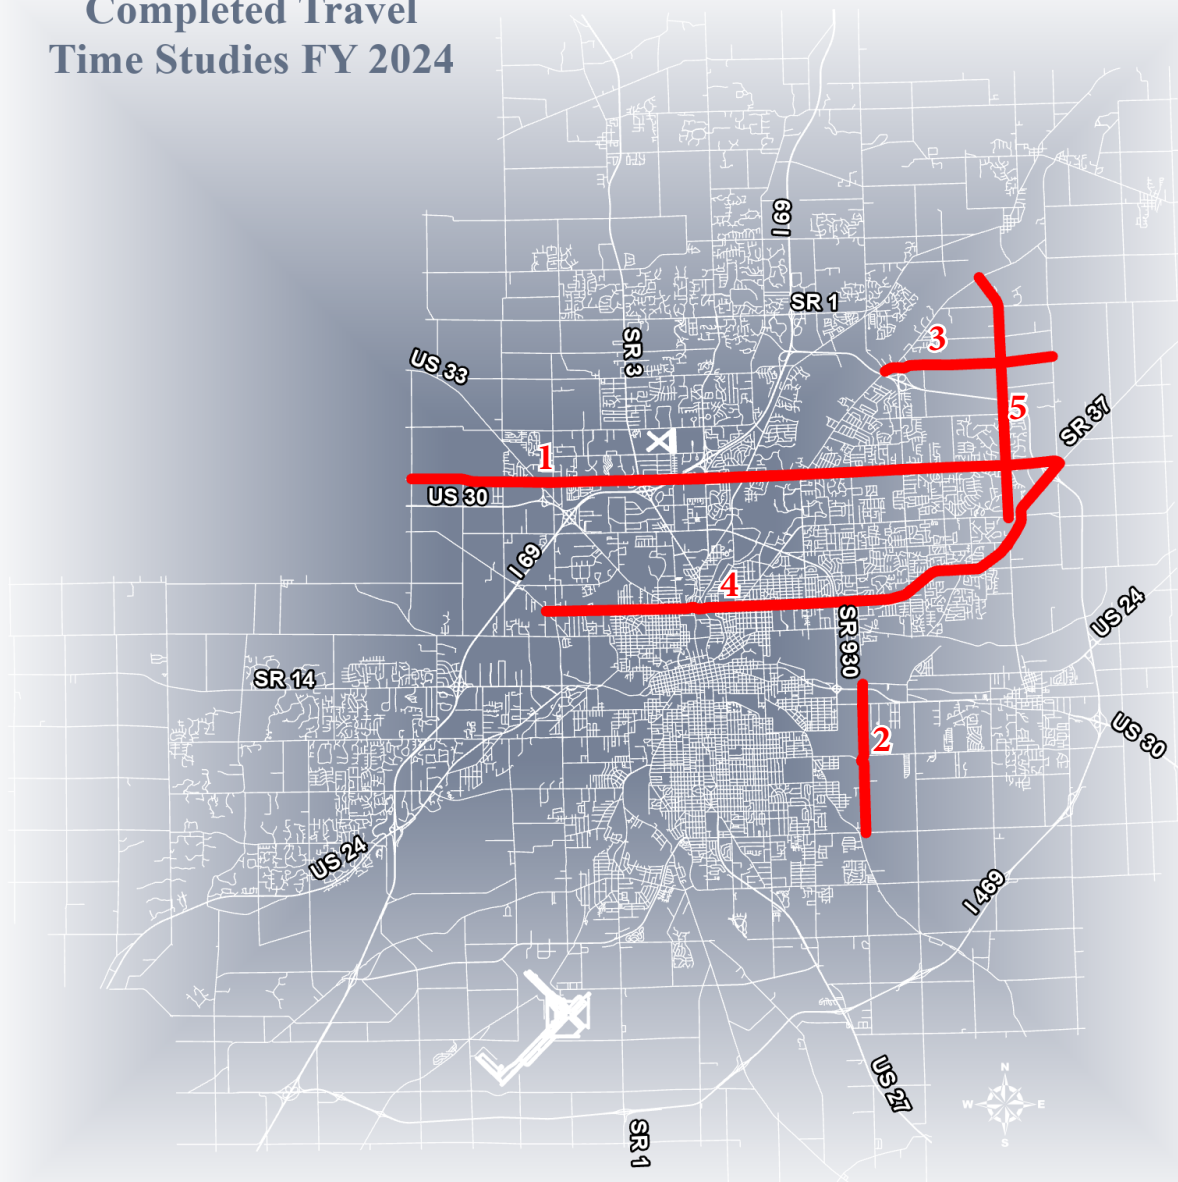 Completed Travel
Time Studies FY 2024
I 69
SR 1
SR 3
3
US 33
5
SR 37
1
US 30
I 69
4
US 24
SR 930
SR 14
2
US 30
US 24
I 469
US 27
N
W E
S
SR 1